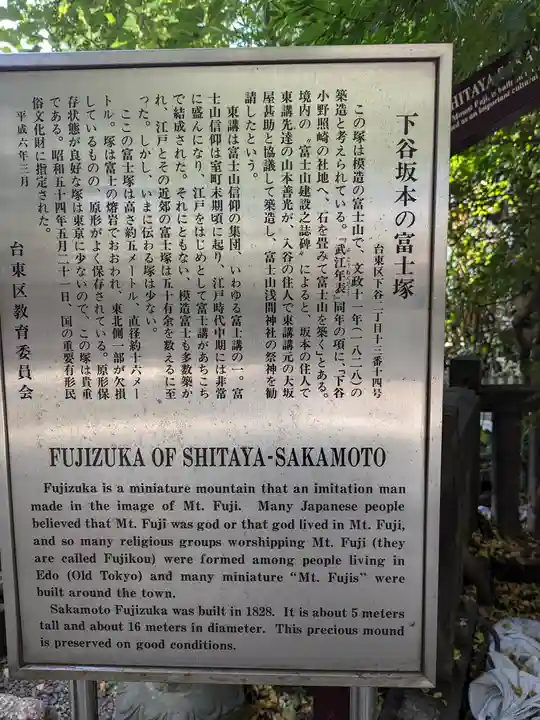 下谷坂本の富士塚
台東区下谷二丁目十三番十四号
この塚は模造の富士山で、文政十一年（一八二八）の
築造と考えられている。『武江年表』同年の項に、「下谷
小野照崎の社地へ、石を畳みて富士山を築く」とある。
境内の〝富士山建設之誌碑〟によると、坂本の住人で
東講先達の山本善光が、入谷の住人で東講講元の大坂
屋甚助と協議して築造し、富士山浅間神社の祭神を勧
請したという。
東講は富士山信仰の集団、いわゆる富士講の一。富
士山信仰は室町末期頃に起り、江戸時代中期には非常
に盛んになり、江戸をはじめとして富士講があちこち
で結成された。それにともない、模造富士も多数築か
れ、江戸とその近郊の富士塚は五十有余を数えるに至
った。しかし、いまに伝わる塚は少ない。
ここの富士塚は高さ約五メートル、直径約十六メー
トル。塚は富士の熔岩でおおわれ、東北側一部が欠損
しているものの、原形がよく保存されている。原形保
存状態が良好な塚は東京に少ないので、この塚は貴重
である。昭和五十四年五月二十一日、国の重要有形民
俗文化財に指定された。
平成六年三月
台東区教育委員会
FUJIZUKA OF SHITAYA-SAKAMOTO
Fujizuka is a miniature mountain that an imitation man
made in the image of Mt. Fuji. Many Japanese people
believed that Mt. Fuji was god or that god lived in Mt. Fuji,
and so many religious groups worshipping Mt. Fuji (they
are called Fujikou) were formed among people living in
Edo (Old Tokyo) and many miniature "Mt. Fujis" were
built around the town.
Sakamoto Fujizuka was built in 1828. It is about 5 meters
tall and about 16 meters in diameter. This precious mound
is preserved on good conditions.
SHITAYA
Mount Fuji, is built
as an important cultural